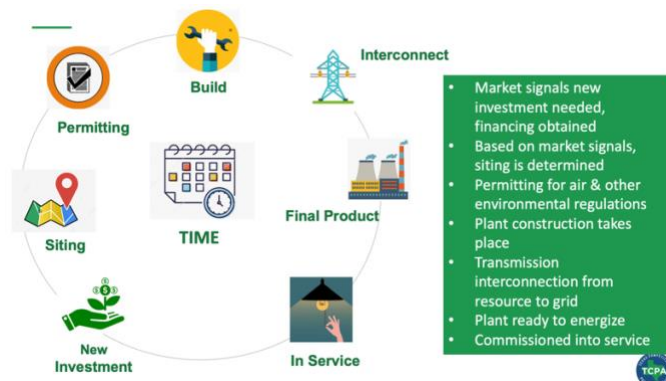 Build
Interconnect
Permitting
TIME
Final Product
Siting
New
Investment
In Service
• Market signals new
investment needed,
financing obtained
• Based on market signals,
siting is determined
• Permitting for air & other
environmental regulations
• Plant construction takes
place
• Transmission
interconnection from
resource to grid
• Plant ready to energize
• Commissioned into service
TCPA